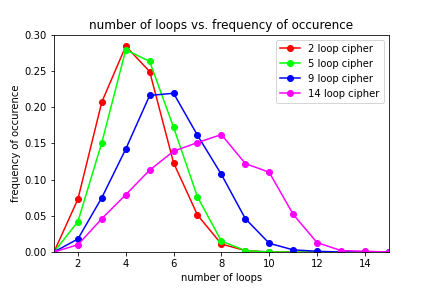 number of loops vs. frequency of occurence
0.30
0.25
0.20
0.15
0.10
0.05
0.00
frequency of occurence
2 loop cipher
5 loop cipher
9 loop cipher
14 loop cipher
2 4 6 8 10 12 14
number of loops